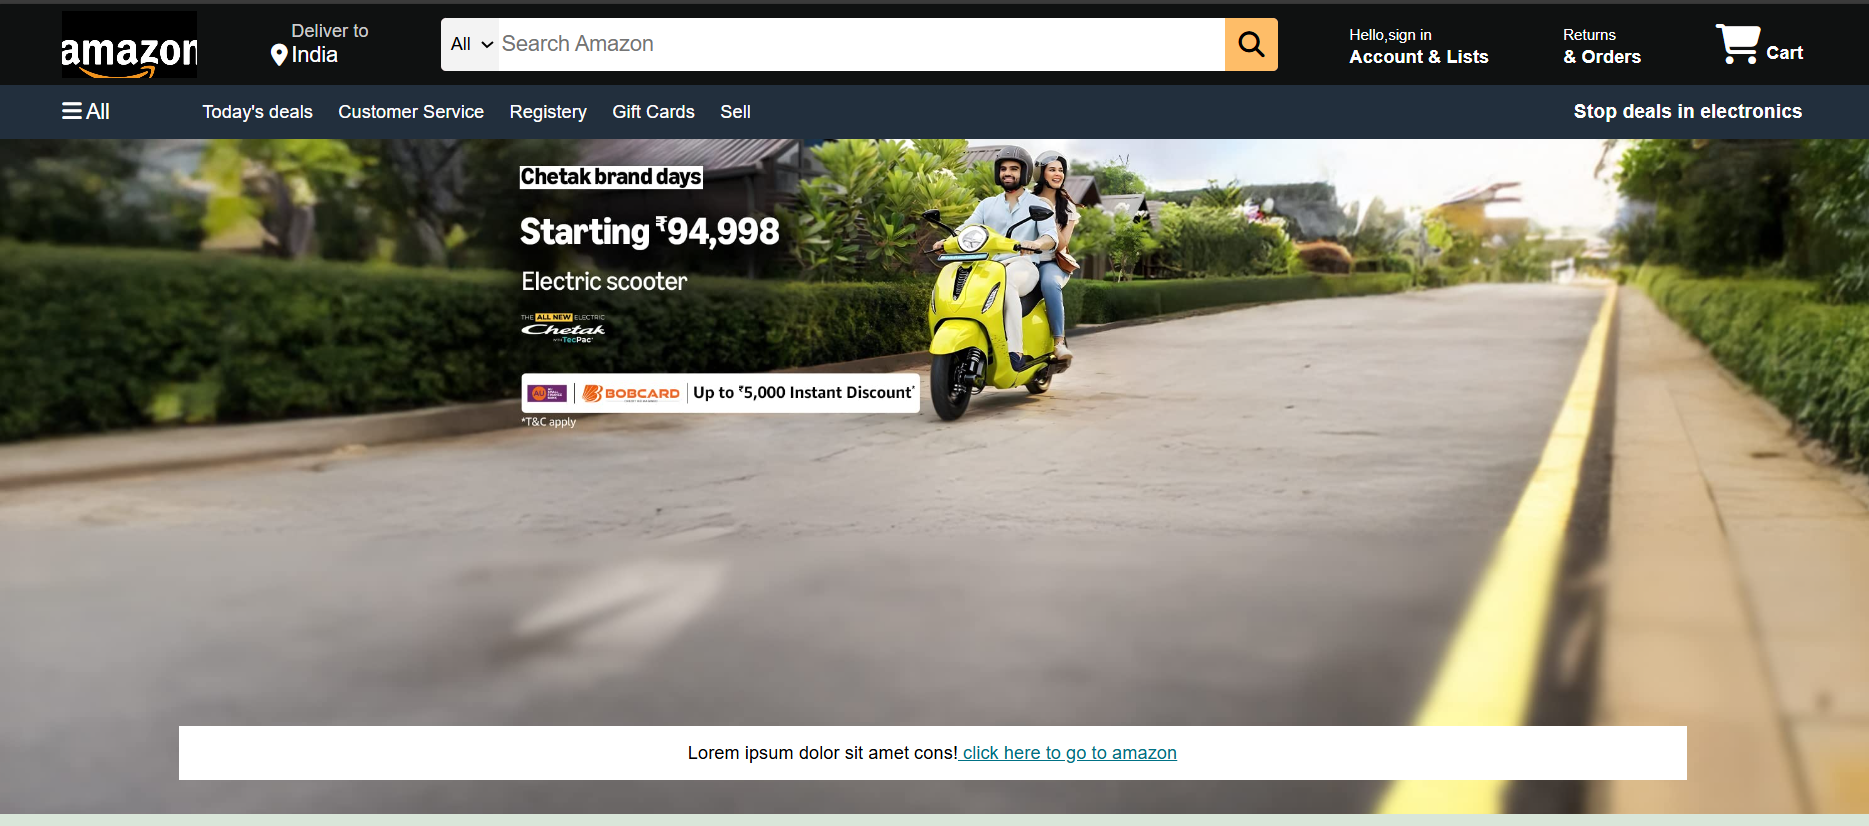 amazon
Deliver to
India
All
Search Amazon
Hello,sign in
Account & Lists
Returns
& Orders
Cart
All
Today's deals
Customer Service
Registery
Gift Cards
Sell
Stop deals in electronics
Chetak brand days
Starting ₹94,998
Electric scooter
THE ALL NEW ELECTRIC
Chetak
WITH TecPac*
AU
BOBCARD
Up to ₹5,000 Instant Discount*
*T&C apply
Lorem ipsum dolor sit amet cons! click here to go to amazon